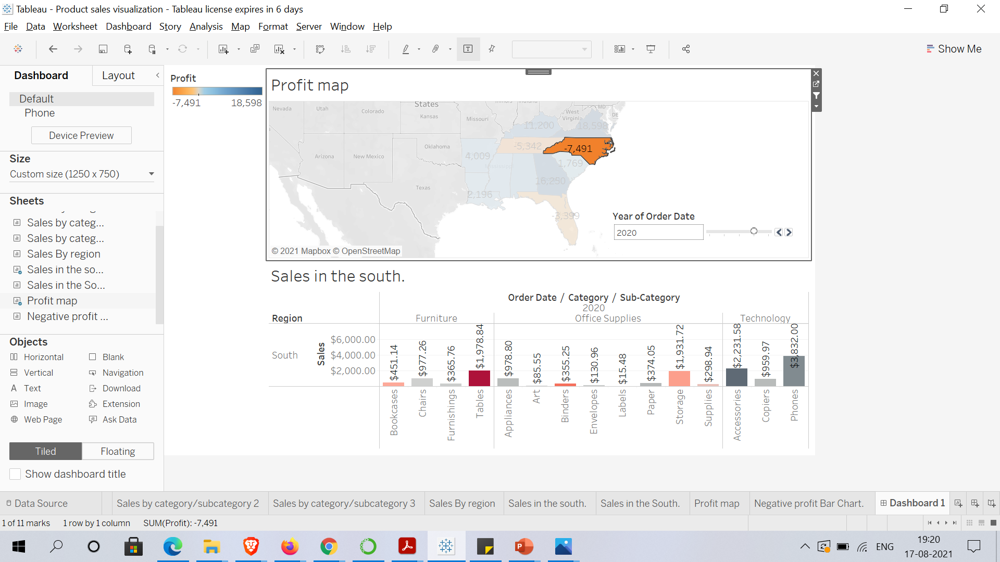 Tableau - Product sales visualization - Tableau license expires in 6 days
File Data Worksheet Dashboard Story Analysis Map Format Server Window Help
Show Me
Dashboard
Layout
Default
Phone
Device Preview
Size
Custom size (1250 x 750)
Sheets
Sales by categ...
Sales by categ...
Sales By region
Sales in the so...
Sales in the So...
Profit map
Negative profit ...
Objects
Horizontal Blank
Vertical Navigation
Text Download
Image Extension
Web Page Ask Data
Tiled Floating
Show dashboard title
Profit
-7,491 18,598
Profit map
Nevada Utah Colorado States Kansas Missouri West Virginia MD DE
11,200 18,598
Oklahoma -5,342 -7,491
Arizona New Mexico 4,009 1,769
Mississippi
Texas 16,250
2,196
-3,399
Year of Order Date
2020
© 2021 Mapbox © OpenStreetMap
Sales in the south.
Order Date / Category / Sub-Category
2020
Region Furniture Office Supplies Technology
South
Sales
$6,000.00
$4,000.00
$2,000.00
$451.14 $977.26 $365.76 $1,978.84 $978.80 $85.55 $355.25 $130.96 $15.48 $374.05 $1,931.72 $298.94 $2,231.58 $959.97 $3,832.00
Bookcases Chairs Furnishings Tables Appliances Art Binders Envelopes Labels Paper Storage Supplies Accessories Copiers Phones
Data Source Sales by category/subcategory 2 Sales by category/subcategory 3 Sales By region Sales in the south. Sales in the South. Profit map Negative profit Bar Chart. Dashboard 1
1 of 11 marks 1 row by 1 column SUM(Profit): -7,491
ENG
19:20
17-08-2021